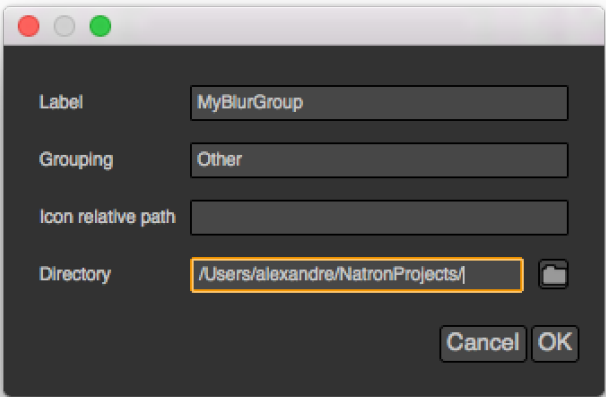 Label MyBlurGroup
Grouping Other
Icon relative path
Directory /Users/alexandre/NatronProjects/
Cancel OK